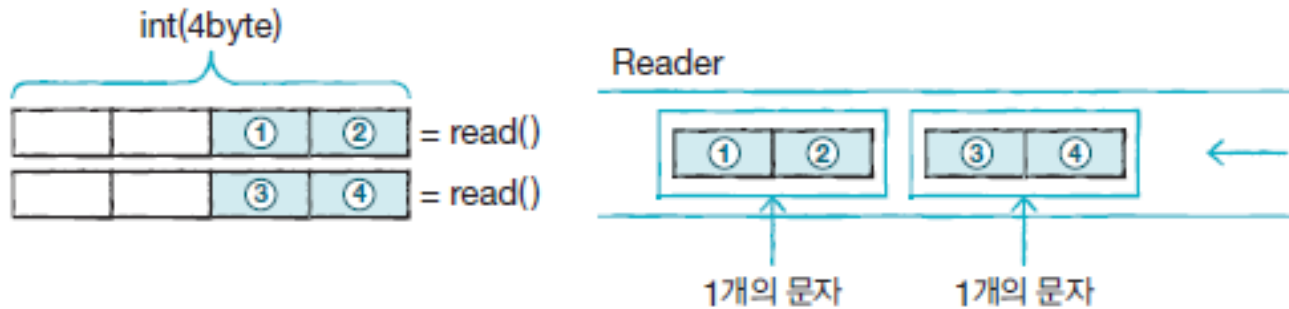 int(4byte)
① ② = read()
③ ④ = read()
Reader
① ② ③ ④
1개의 문자 1개의 문자